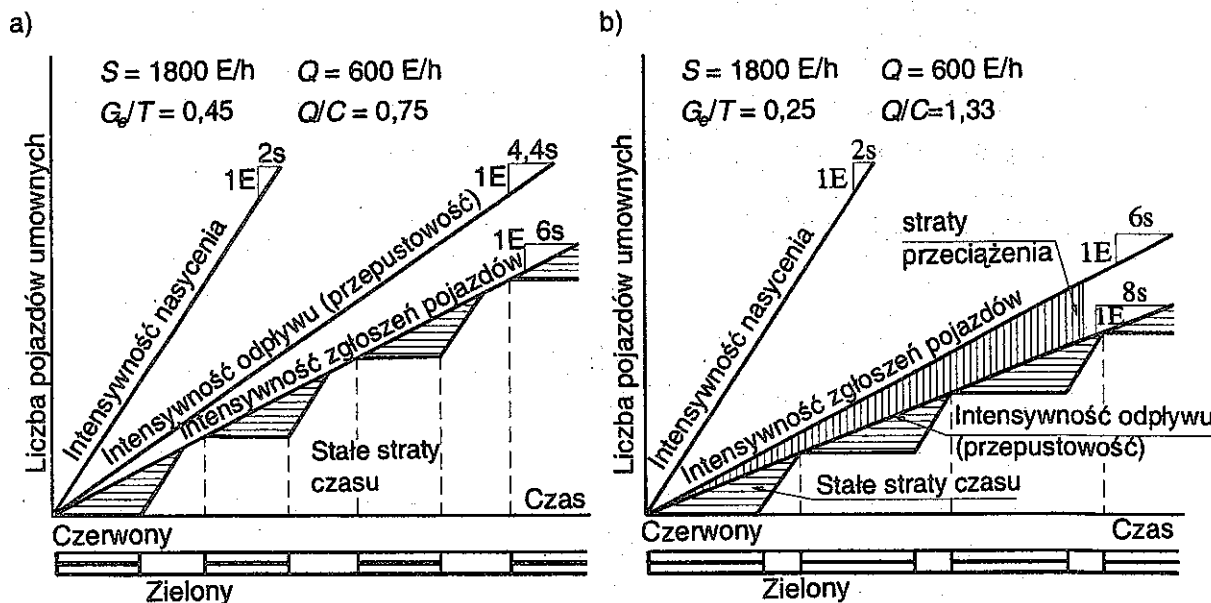 a)
S = 1800 E/h Q = 600 E/h
Gₑ/T = 0,45 Q/C = 0,75
Liczba pojazdów umownych
2s
1E
Intensywność nasycenia
4,4s
1E
Intensywność odpływu (przepustowość)
6s
1E
Intensywność zgłoszeń pojazdów
Stałe straty
czasu
Czas
Czerwony
Zielony
b)
S = 1800 E/h Q = 600 E/h
Gₑ/T = 0,25 Q/C=1,33
Liczba pojazdów umownych
2s
1E
Intensywność nasycenia
straty
przeciążenia
6s
1E
Intensywność zgłoszeń pojazdów
8s
1E
Intensywność odpływu
(przepustowość)
Stałe straty czasu
Czerwony
Czas
Zielony